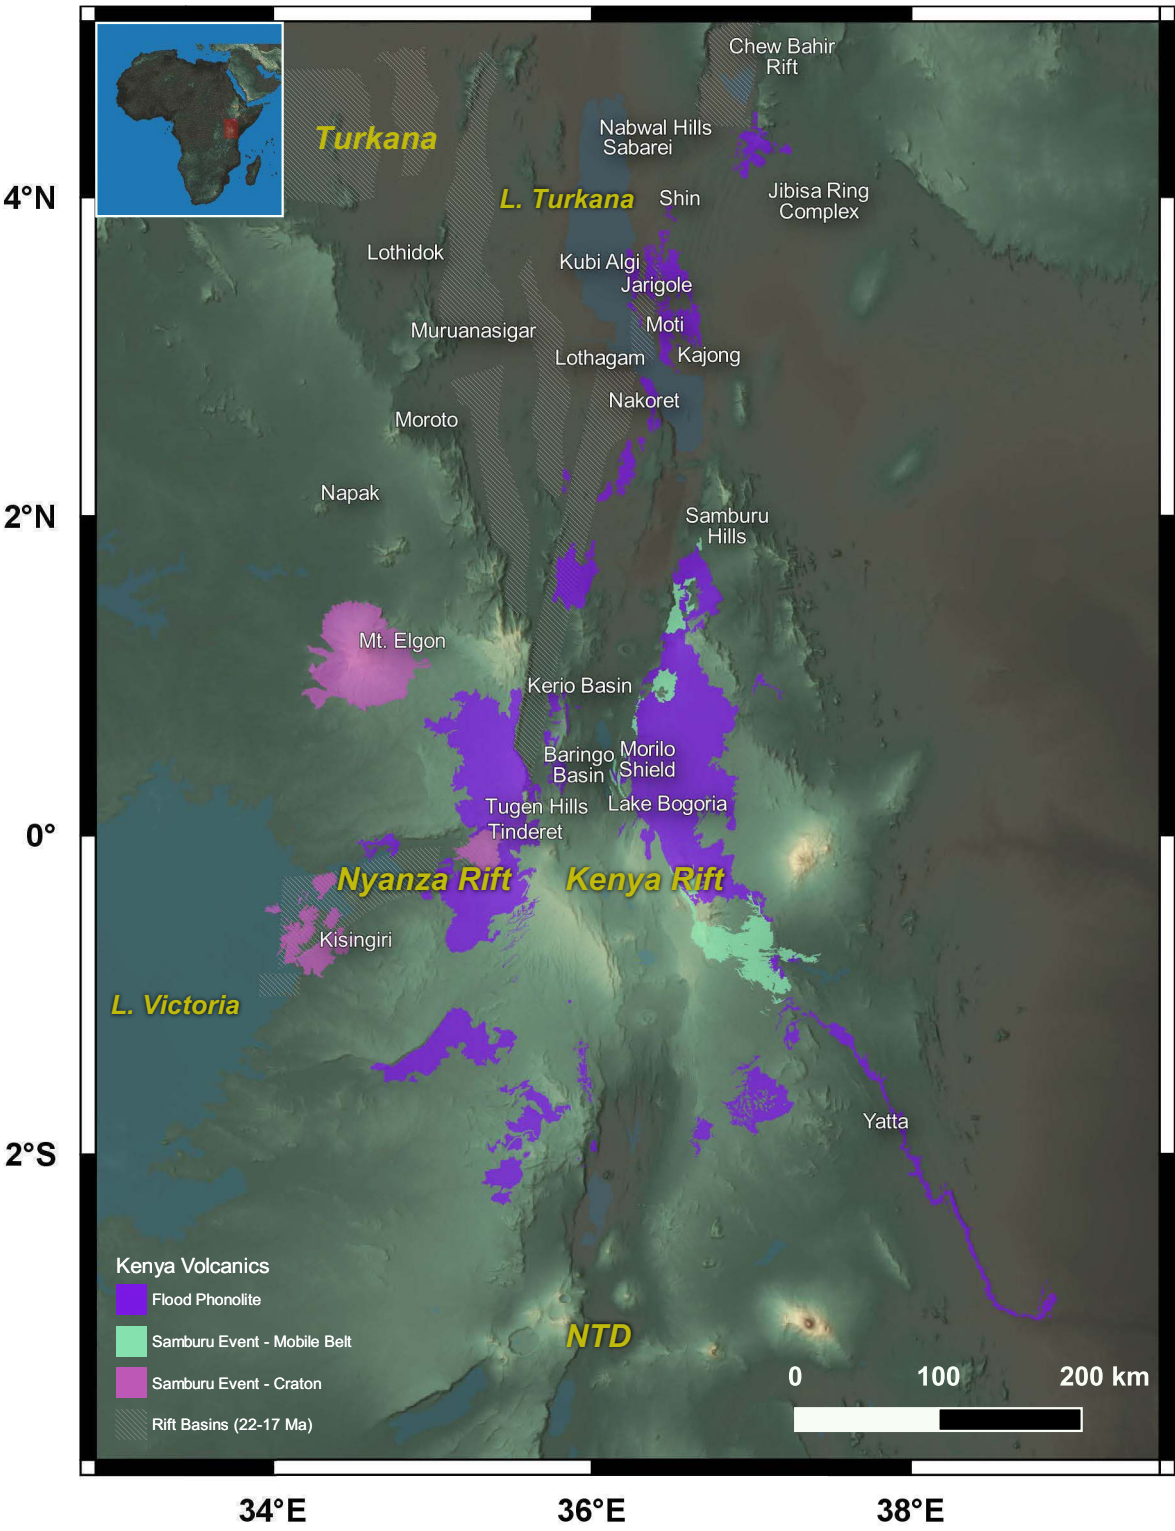 Chew Bahir
Rift
Turkana
Nabwal Hills
Sabarei
4°N
L. Turkana
Shin
Jibisa Ring
Complex
Lothidok
Kubi Algi
Jarigole
Muruanasigar
Moti
Lothagam
Kajong
Nakoret
Moroto
Napak
2°N
Samburu
Hills
Mt. Elgon
Kerio Basin
Baringo
Basin
Morilo
Shield
Tugen Hills
Lake Bogoria
0°
Tinderet
Nyanza Rift
Kenya Rift
Kisingiri
L. Victoria
Yatta
2°S
Kenya Volcanics
Flood Phonolite
Samburu Event - Mobile Belt
Samburu Event - Craton
Rift Basins (22-17 Ma)
NTD
0 100 200 km
34°E 36°E 38°E